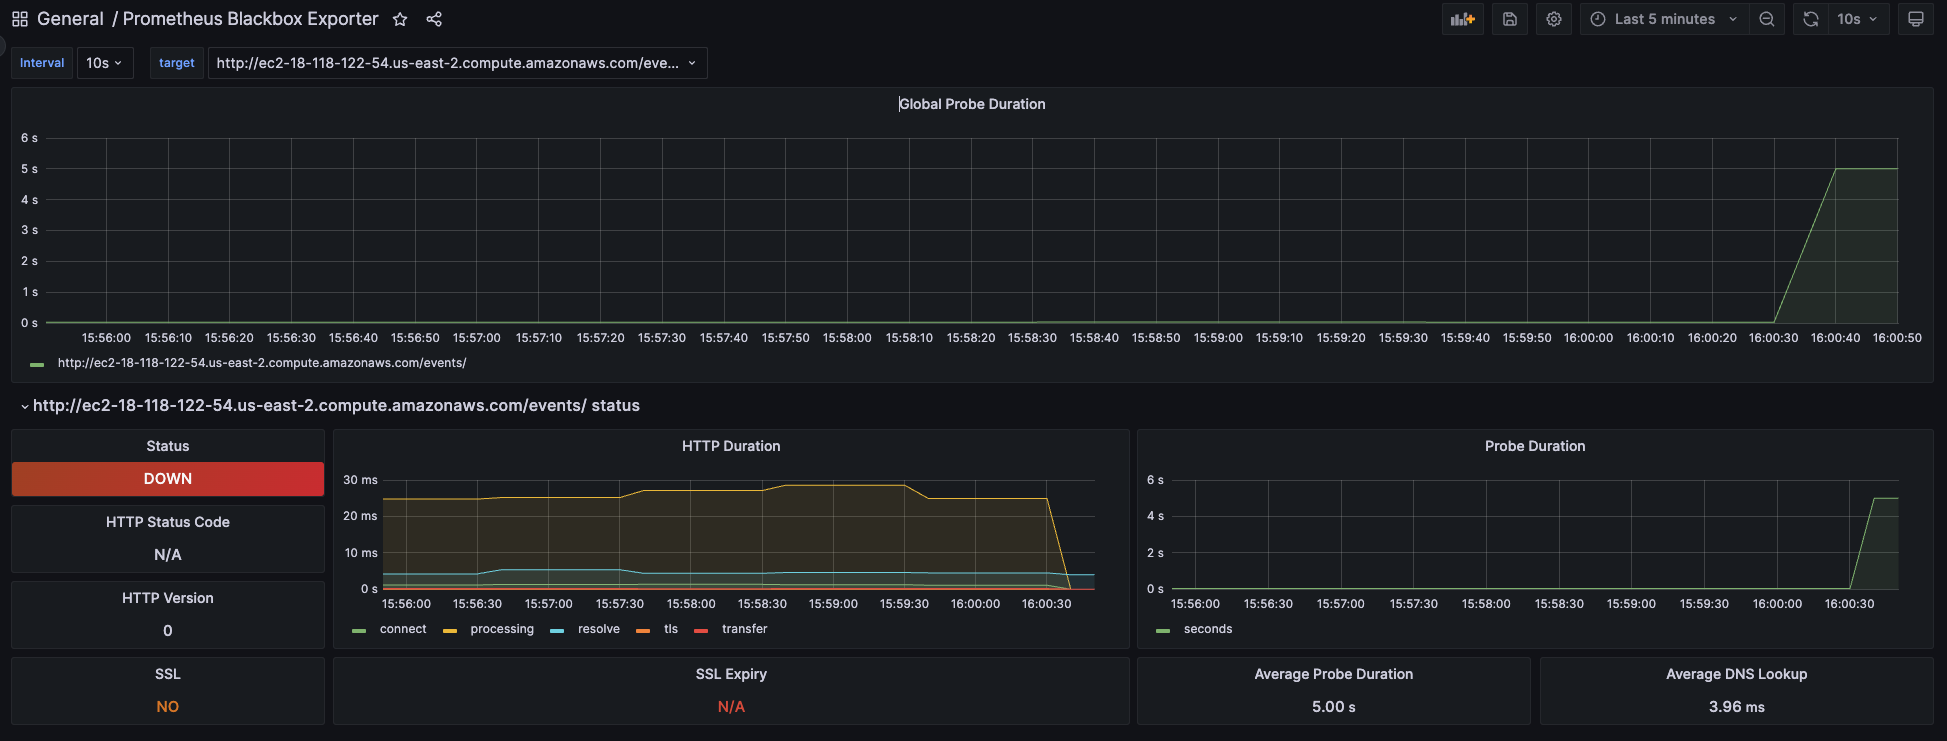 General / Prometheus Blackbox Exporter
Last 5 minutes
10s
Interval
10s
target
http://ec2-18-118-122-54.us-east-2.compute.amazonaws.com/eve...
Global Probe Duration
6 s
5 s
4 s
3 s
2 s
1 s
0 s
15:56:00 15:56:10 15:56:20 15:56:30 15:56:40 15:56:50 15:57:00 15:57:10 15:57:20 15:57:30 15:57:40 15:57:50 15:58:00 15:58:10 15:58:20 15:58:30 15:58:40 15:58:50 15:59:00 15:59:10 15:59:20 15:59:30 15:59:40 15:59:50 16:00:00 16:00:10 16:00:20 16:00:30 16:00:40 16:00:50
http://ec2-18-118-122-54.us-east-2.compute.amazonaws.com/events/
http://ec2-18-118-122-54.us-east-2.compute.amazonaws.com/events/ status
Status
DOWN
HTTP Status Code
N/A
HTTP Version
0
SSL
NO
HTTP Duration
30 ms
20 ms
10 ms
0 s
15:56:00 15:56:30 15:57:00 15:57:30 15:58:00 15:58:30 15:59:00 15:59:30 16:00:00 16:00:30
connect processing resolve tls transfer
SSL Expiry
N/A
Probe Duration
6 s
4 s
2 s
0 s
15:56:00 15:56:30 15:57:00 15:57:30 15:58:00 15:58:30 15:59:00 15:59:30 16:00:00 16:00:30
seconds
Average Probe Duration
5.00 s
Average DNS Lookup
3.96 ms